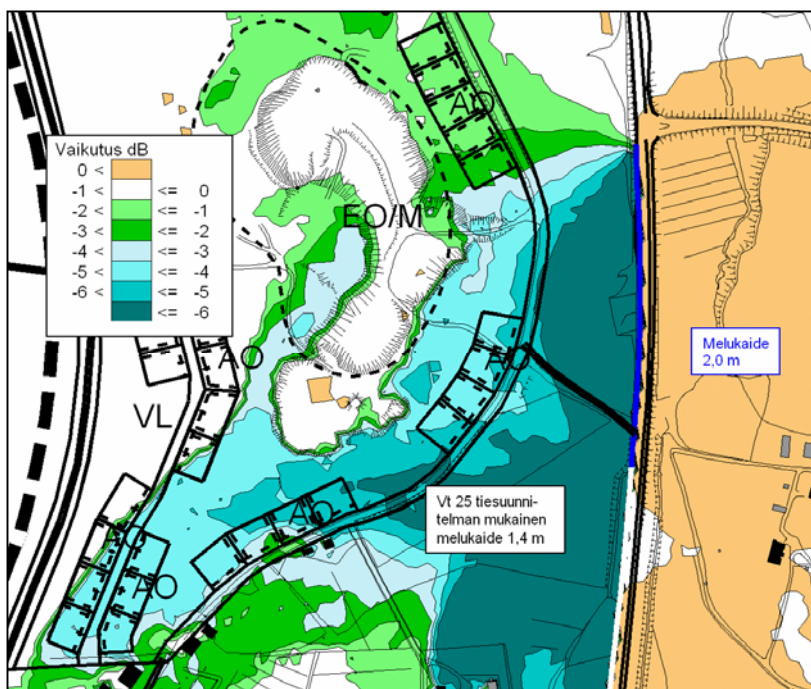 AO
Vaikutus dB
0 <
-1 < <= 0
-2 < <= -1
-3 < <= -2
-4 < <= -3
-5 < <= -4
-6 < <= -5
<= -6
EO/M
Melukaide
2,0 m
AO
AO
VL
Vt 25 tiesuunni-
telman mukainen
melukaide 1,4 m
AO
AO
AO